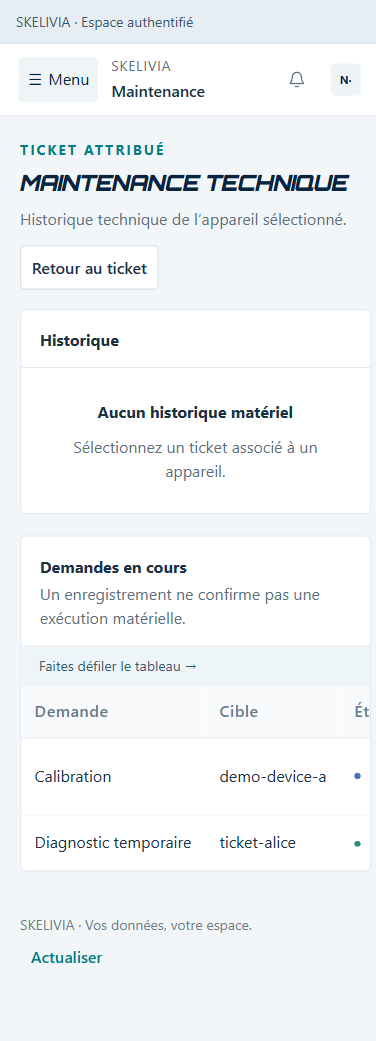 SKELIVIA · Espace authentifié
☰ Menu
SKELIVIA
Maintenance
N·
TICKET ATTRIBUÉ
MAINTENANCE TECHNIQUE
Historique technique de l’appareil sélectionné.
Retour au ticket
Historique
Aucun historique matériel
Sélectionnez un ticket associé à un
appareil.
Demandes en cours
Un enregistrement ne confirme pas une
exécution matérielle.
Faites défiler le tableau →
Demande Cible Ét
Calibration demo-device-a
Diagnostic temporaire ticket-alice
SKELIVIA · Vos données, votre espace.
Actualiser